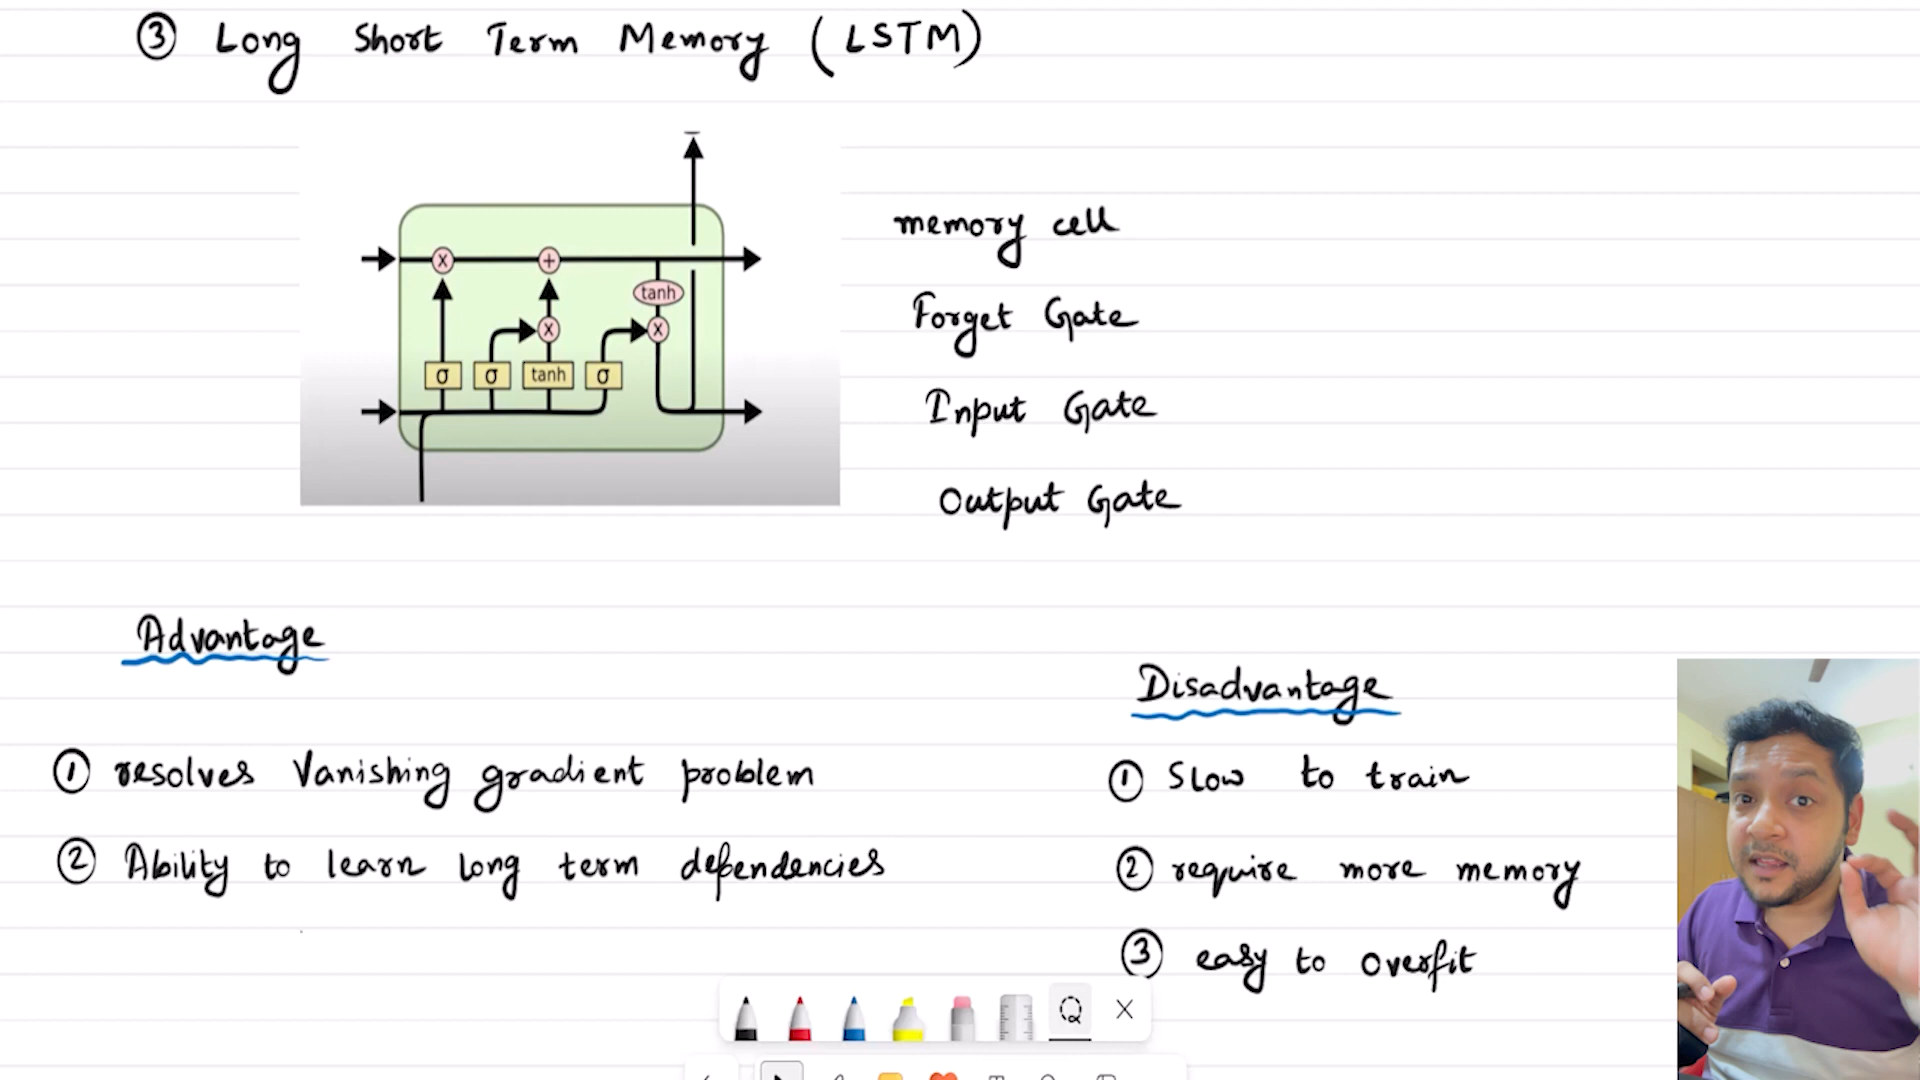 ③ Long Short Term Memory (LSTM)
x
+
tanh
x
x
σ σ tanh σ
memory cell
Forget Gate
Input Gate
Output Gate
Advantage
① resolves Vanishing gradient problem
② Ability to learn long term dependencies
Disadvantage
① Slow to train
② require more memory
③ easy to overfit